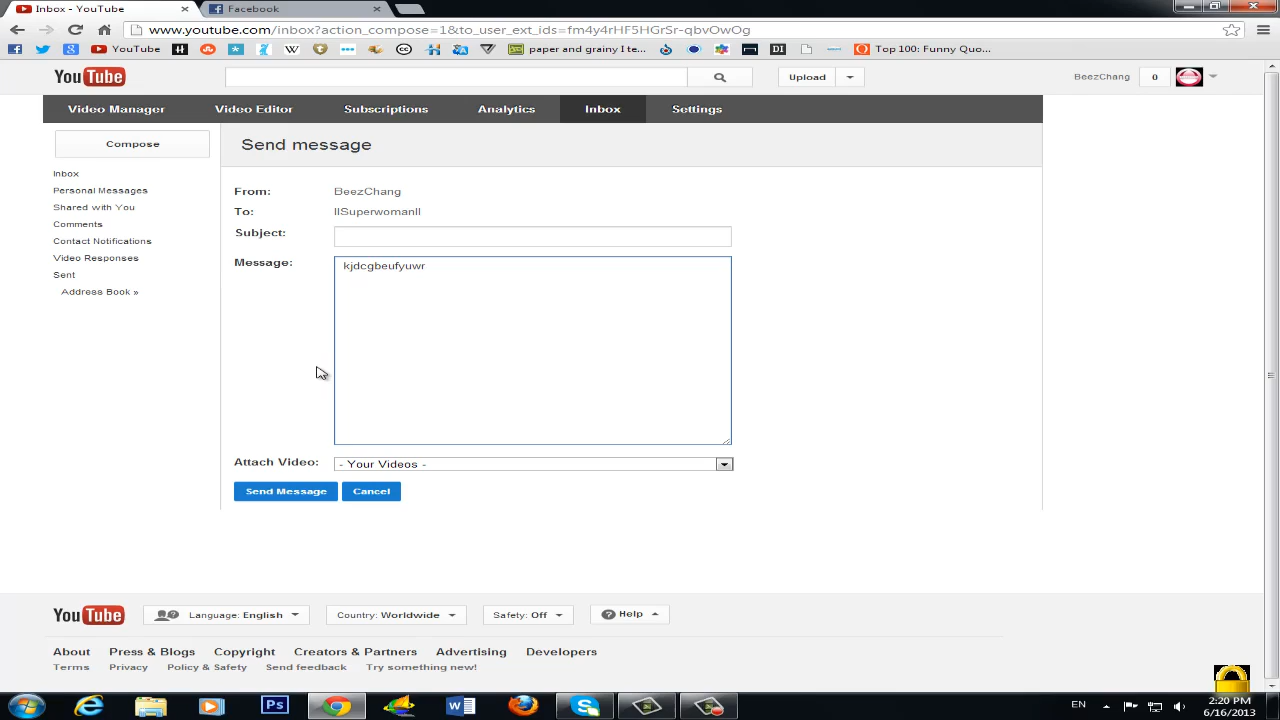 Inbox - YouTube
Facebook
www.youtube.com/inbox?action_compose=1&to_user_ext_ids=m4y4rHF5HGrSr-qbvOwOg
YouTube
paper and grainy I te...
Top 100: Funny Quo...
YouTube
Upload
BeezChang
0
Video Manager
Video Editor
Subscriptions
Analytics
Inbox
Settings
Compose
Send message
Inbox
Personal Messages
Shared with You
Comments
Contact Notifications
Video Responses
Sent
Address Book »
From: BeezChang
To: IISuperwomanII
Subject:
Message: kjdcgbeufyuwr
Attach Video: - Your Videos -
Send Message
Cancel
YouTube
Language: English
Country: Worldwide
Safety: Off
Help
About Press & Blogs Copyright Creators & Partners Advertising Developers
Terms Privacy Policy & Safety Send feedback Try something new!
EN
2:20 PM
6/16/2013